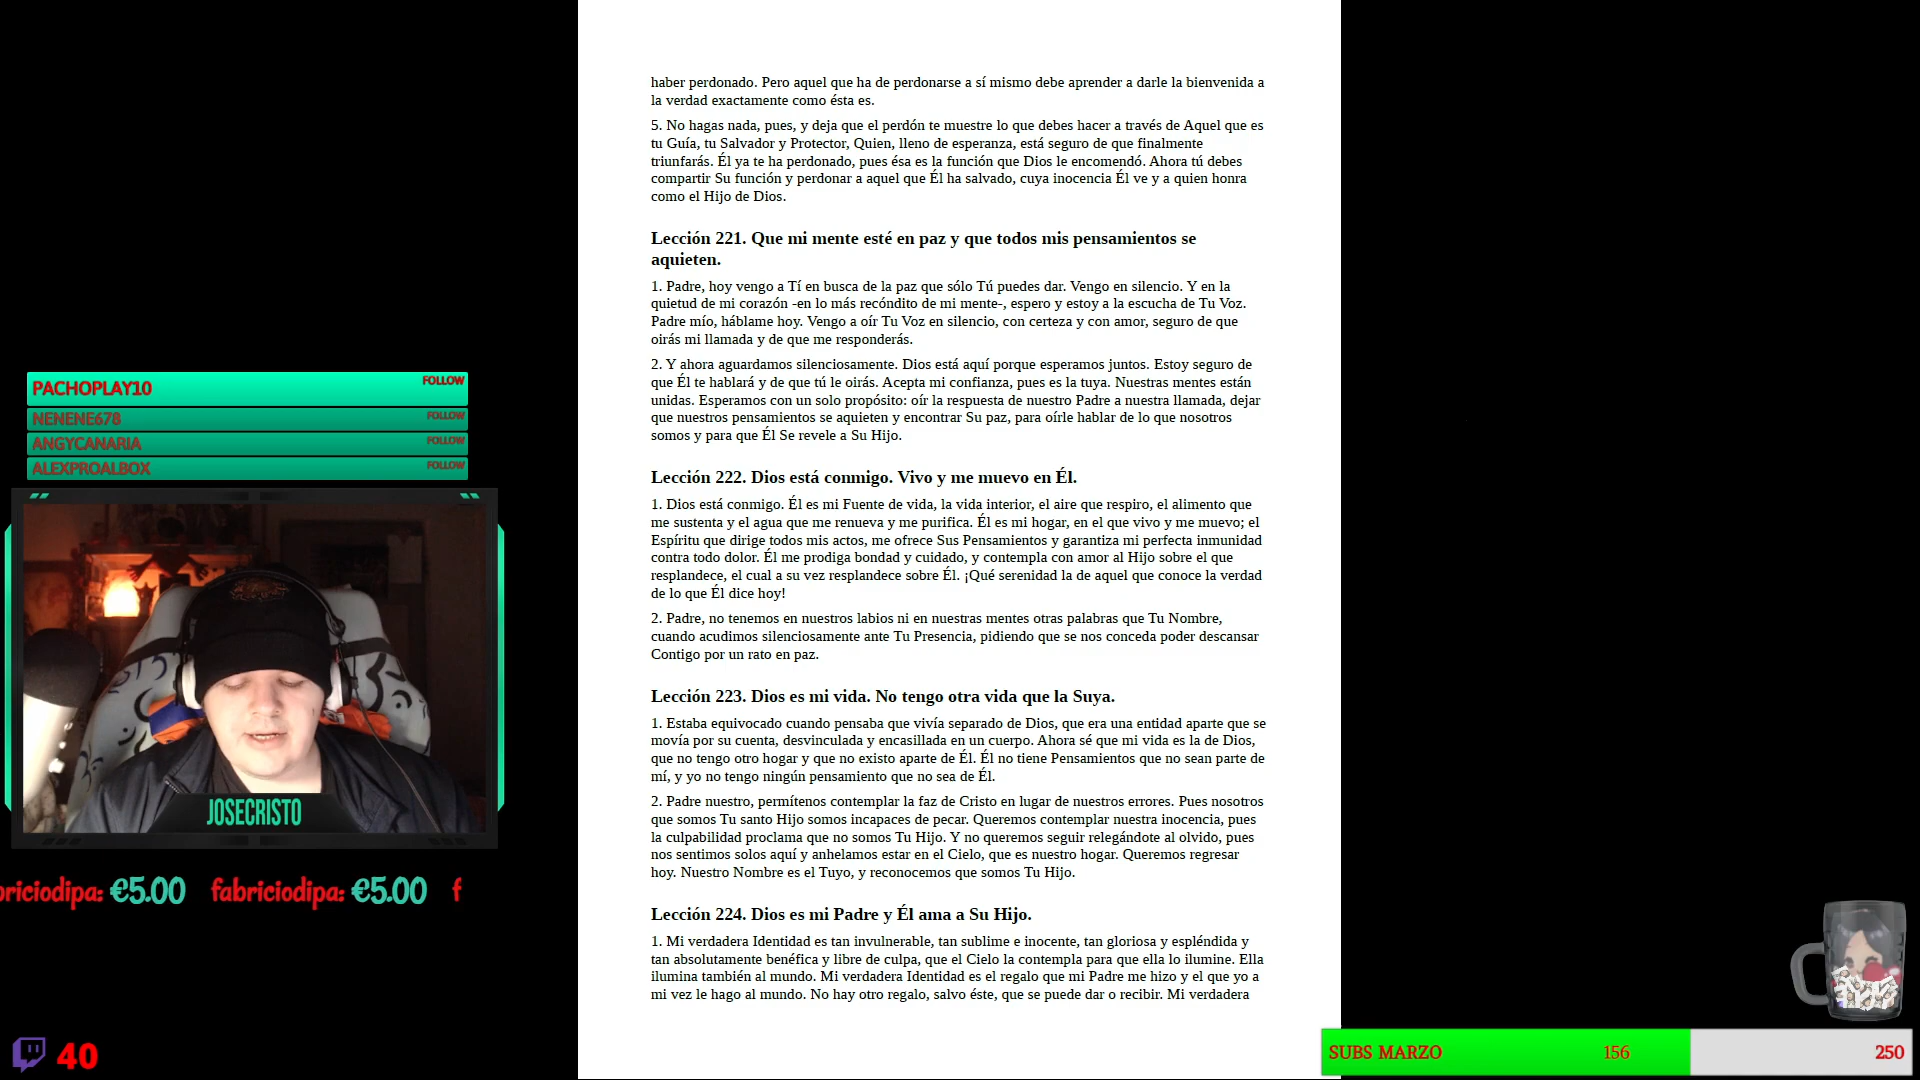 haber perdonado. Pero aquel que ha de perdonarse a sí mismo debe aprender a darle la bienvenida a
la verdad exactamente como ésta es.
5. No hagas nada, pues, y deja que el perdón te muestre lo que debes hacer a través de Aquel que es
tu Guía, tu Salvador y Protector, Quien, lleno de esperanza, está seguro de que finalmente
triunfarás. Él ya te ha perdonado, pues ésa es la función que Dios le encomendó. Ahora tú debes
compartir Su función y perdonar a aquel que Él ha salvado, cuya inocencia Él ve y a quien honra
como el Hijo de Dios.
Lección 221. Que mi mente esté en paz y que todos mis pensamientos se
aquieten.
1. Padre, hoy vengo a Tí en busca de la paz que sólo Tú puedes dar. Vengo en silencio. Y en la
quietud de mi corazón -en lo más recóndito de mi mente-, espero y estoy a la escucha de Tu Voz.
Padre mío, háblame hoy. Vengo a oír Tu Voz en silencio, con certeza y con amor, seguro de que
oirás mi llamada y de que me responderás.
2. Y ahora aguardamos silenciosamente. Dios está aquí porque esperamos juntos. Estoy seguro de
que Él te hablará y de que tú le oirás. Acepta mi confianza, pues es la tuya. Nuestras mentes están
unidas. Esperamos con un solo propósito: oír la respuesta de nuestro Padre a nuestra llamada, dejar
que nuestros pensamientos se aquieten y encontrar Su paz, para oírle hablar de lo que nosotros
somos y para que Él Se revele a Su Hijo.
Lección 222. Dios está conmigo. Vivo y me muevo en Él.
1. Dios está conmigo. Él es mi Fuente de vida, la vida interior, el aire que respiro, el alimento que
me sustenta y el agua que me renueva y me purifica. Él es mi hogar, en el que vivo y me muevo; el
Espíritu que dirige todos mis actos, me ofrece Sus Pensamientos y garantiza mi perfecta inmunidad
contra todo dolor. Él me prodiga bondad y cuidado, y contempla con amor al Hijo sobre el que
resplandece, el cual a su vez resplandece sobre Él. ¡Qué serenidad la de aquel que conoce la verdad
de lo que Él dice hoy!
2. Padre, no tenemos en nuestros labios ni en nuestras mentes otras palabras que Tu Nombre,
cuando acudimos silenciosamente ante Tu Presencia, pidiendo que se nos conceda poder descansar
Contigo por un rato en paz.
Lección 223. Dios es mi vida. No tengo otra vida que la Suya.
1. Estaba equivocado cuando pensaba que vivía separado de Dios, que era una entidad aparte que se
movía por su cuenta, desvinculada y encasillada en un cuerpo. Ahora sé que mi vida es la de Dios,
que no tengo otro hogar y que no existo aparte de Él. Él no tiene Pensamientos que no sean parte de
mí, y yo no tengo ningún pensamiento que no sea de Él.
2. Padre nuestro, permítenos contemplar la faz de Cristo en lugar de nuestros errores. Pues nosotros
que somos Tu santo Hijo somos incapaces de pecar. Queremos contemplar nuestra inocencia, pues
la culpabilidad proclama que no somos Tu Hijo. Y no queremos seguir relegándote al olvido, pues
nos sentimos solos aquí y anhelamos estar en el Cielo, que es nuestro hogar. Queremos regresar
hoy. Nuestro Nombre es el Tuyo, y reconocemos que somos Tu Hijo.
Lección 224. Dios es mi Padre y Él ama a Su Hijo.
1. Mi verdadera Identidad es tan invulnerable, tan sublime e inocente, tan gloriosa y espléndida y
tan absolutamente benéfica y libre de culpa, que el Cielo la contempla para que ella lo ilumine. Ella
ilumina también al mundo. Mi verdadera Identidad es el regalo que mi Padre me hizo y el que yo a
mi vez le hago al mundo. No hay otro regalo, salvo éste, que se puede dar o recibir. Mi verdadera
PACHOPLAY10 FOLLOW
NENENE678 FOLLOW
ANGYCANARIA FOLLOW
ALEXPROALBOX FOLLOW
JOSECRISTO
briciodipa: €5.00 fabriciodipa: €5.00 f
40
SUBS MARZO 156 250